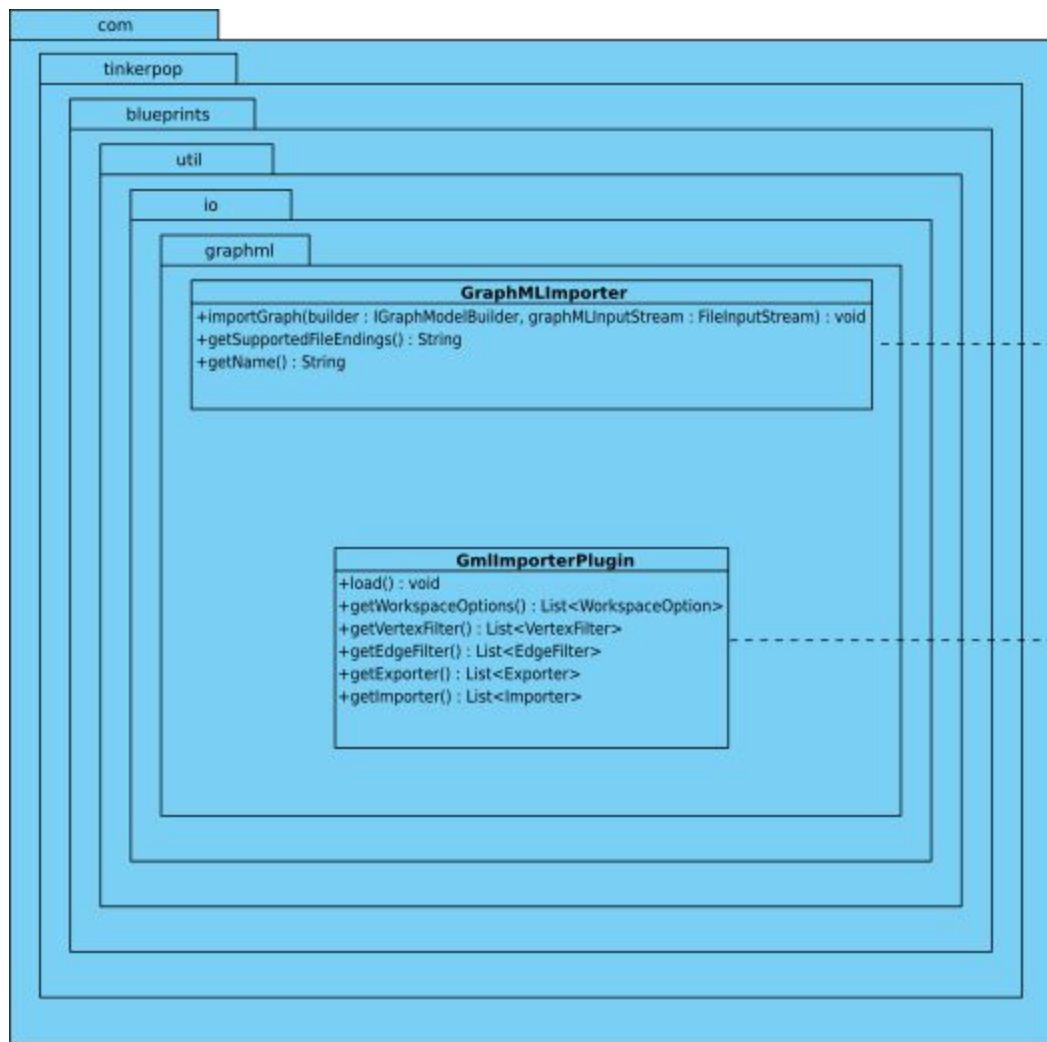 com
tinkerpop
blueprints
util
io
graphml
GraphMLImporter
+importGraph(builder : IGraphModelBuilder, graphMLInputStream : FileInputStream) : void
+getSupportedFileEndings() : String
+getName() : String
GmlImporterPlugin
+load() : void
+getWorkspaceOptions() : List<WorkspaceOption>
+getVertexFilter() : List<VertexFilter>
+getEdgeFilter() : List<EdgeFilter>
+getExporter() : List<Exporter>
+getImporter() : List<Importer>